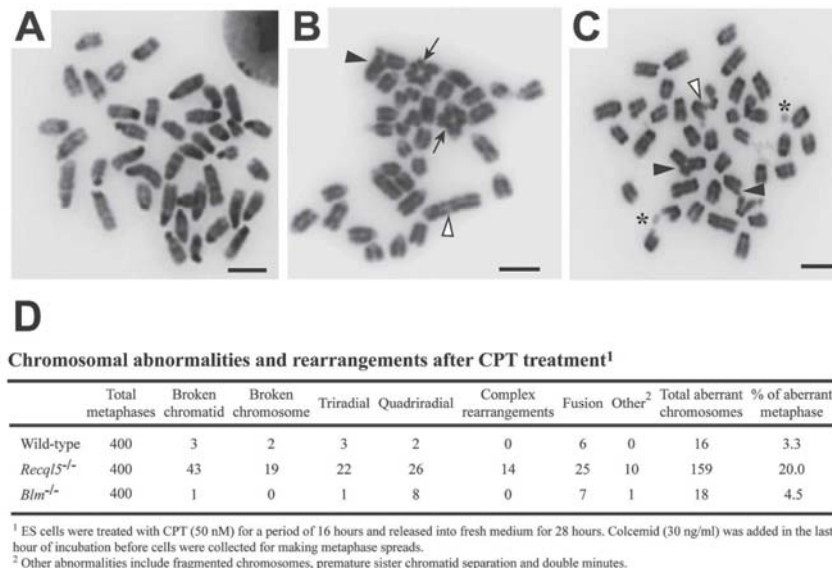 A B C
* *
D
Chromosomal abnormalities and rearrangements after CPT treatment1
Total metaphases Broken chromatid Broken chromosome Triradial Quadriradial Complex rearrangements Fusion Other2 Total aberrant chromosomes % of aberrant metaphase
Wild-type 400 3 2 3 2 0 6 0 16 3.3
Recql5-/- 400 43 19 22 26 14 25 10 159 20.0
Blm-/- 400 1 0 1 8 0 7 1 18 4.5
1 ES cells were treated with CPT (50 nM) for a period of 16 hours and released into fresh medium for 28 hours. Colcemid (30 ng/ml) was added in the last
hour of incubation before cells were collected for making metaphase spreads.
2 Other abnormalities include fragmented chromosomes, premature sister chromatid separation and double minutes.